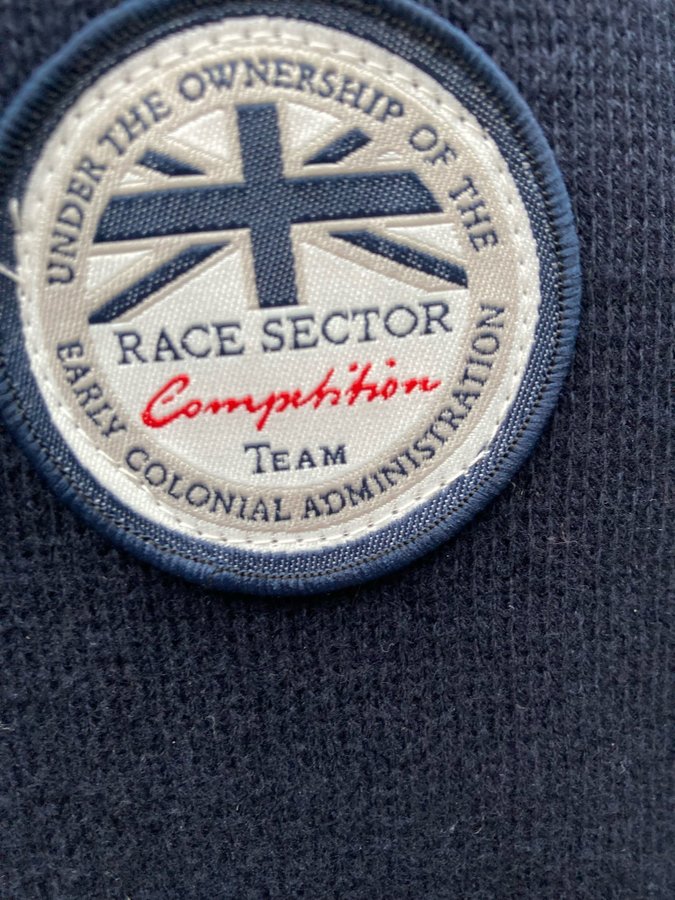 UNDER THE OWNERSHIP OF THE
RACE SECTOR
Competition
TEAM
EARLY COLONIAL ADMINISTRATION